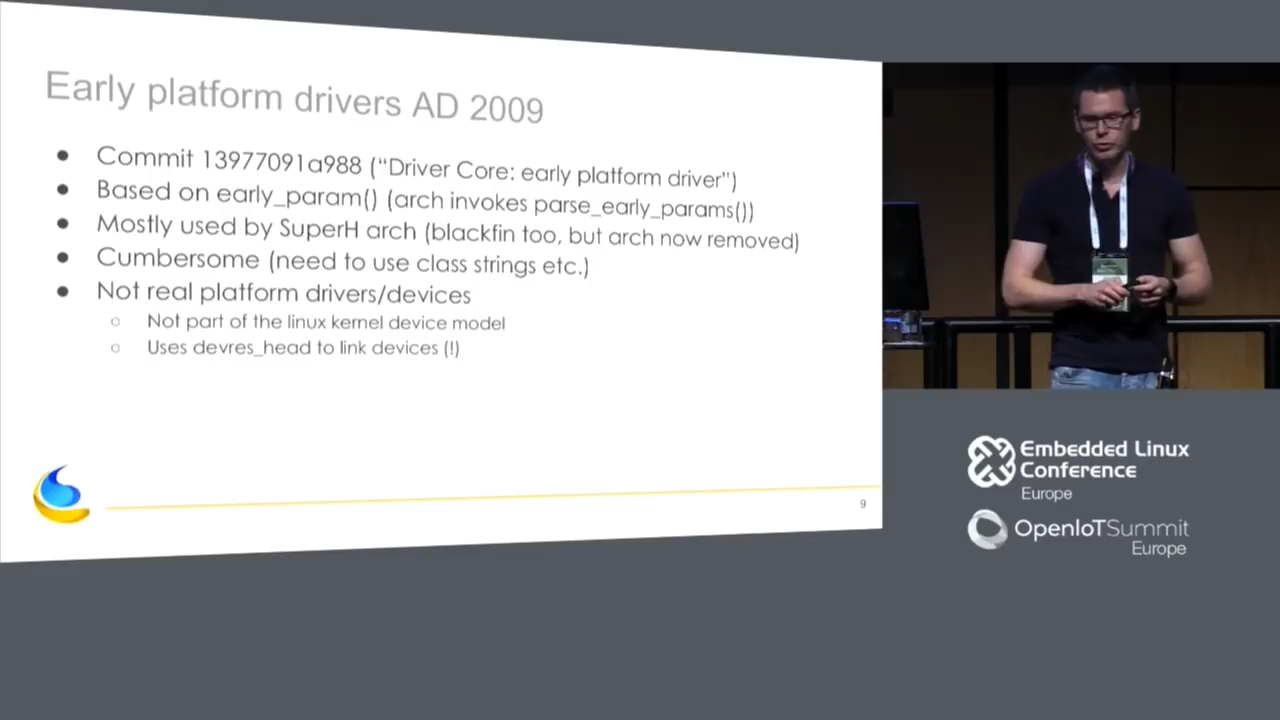 Early platform drivers AD 2009
● Commit 13977091a988 (“Driver Core: early platform driver”)
● Based on early_param() (arch invokes parse_early_params())
● Mostly used by SuperH arch (blackfin too, but arch now removed)
● Cumbersome (need to use class strings etc.)
● Not real platform drivers/devices
○ Not part of the linux kernel device model
○ Uses devres_head to link devices (!)
9
Embedded Linux
Conference
Europe
OpenIoTSummit
Europe